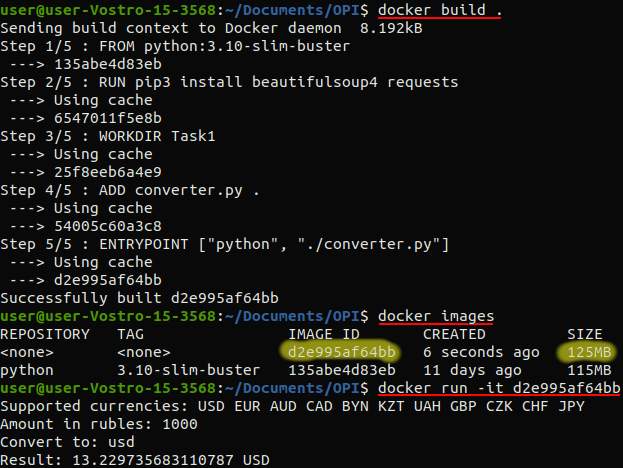 user@user-Vostro-15-3568:~/Documents/OPI$ docker build .
Sending build context to Docker daemon  8.192kB
Step 1/5 : FROM python:3.10-slim-buster
 ---> 135abe4d83eb
Step 2/5 : RUN pip3 install beautifulsoup4 requests
 ---> Using cache
 ---> 6547011f5e8b
Step 3/5 : WORKDIR Task1
 ---> Using cache
 ---> 25f8eeb6a4e9
Step 4/5 : ADD converter.py .
 ---> Using cache
 ---> 54005c60a3c8
Step 5/5 : ENTRYPOINT ["python", "./converter.py"]
 ---> Using cache
 ---> d2e995af64bb
Successfully built d2e995af64bb
user@user-Vostro-15-3568:~/Documents/OPI$ docker images
REPOSITORY   TAG                IMAGE ID       CREATED         SIZE
<none>       <none>             d2e995af64bb   6 seconds ago   125MB
python       3.10-slim-buster   135abe4d83eb   11 days ago     115MB
user@user-Vostro-15-3568:~/Documents/OPI$ docker run -it d2e995af64bb
Supported currencies: USD EUR AUD CAD BYN KZT UAH GBP CZK CHF JPY
Amount in rubles: 1000
Convert to: usd
Result: 13.229735683110787 USD